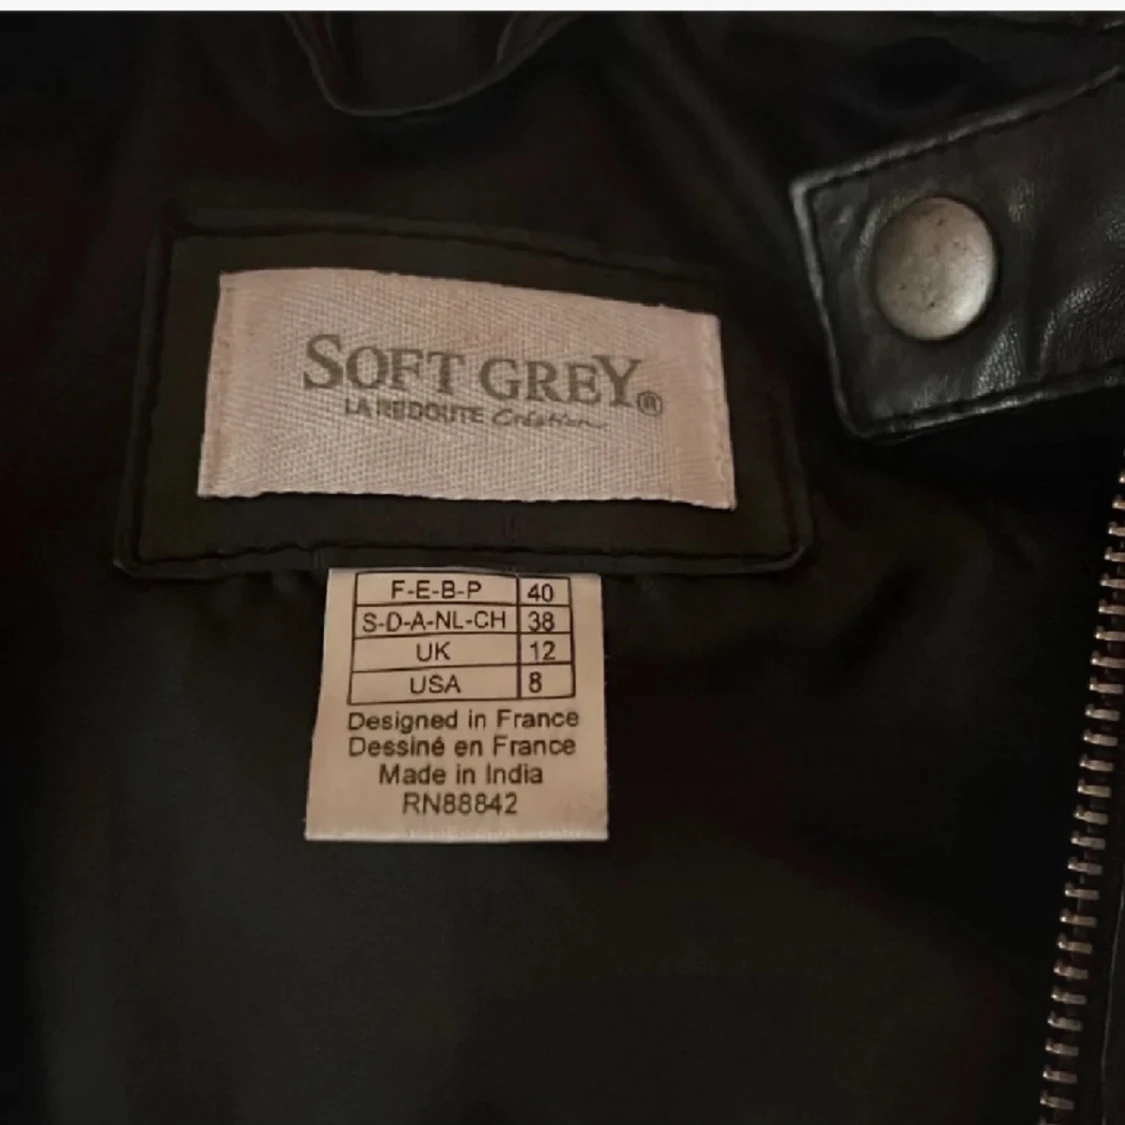 SOFT GREY®
LA REDOUTE Création...
F-E-B-P 40
S-D-A-NL-CH 38
UK 12
USA 8
Designed in France
Dessiné en France
Made in India
RN88842